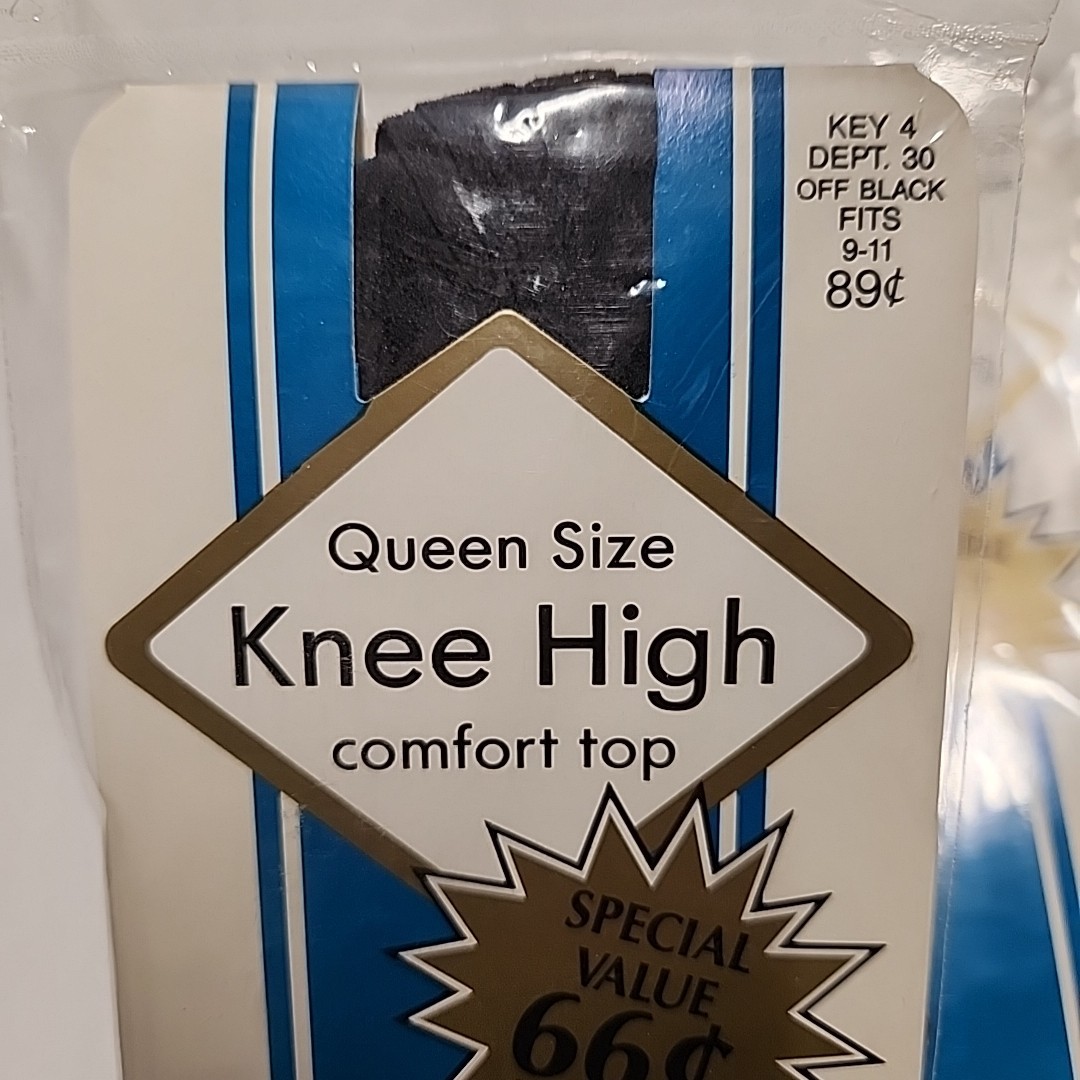 KEY 4
DEPT. 30
OFF BLACK
FITS
9-11
89¢
Queen Size
Knee High
comfort top
SPECIAL
VALUE
66¢